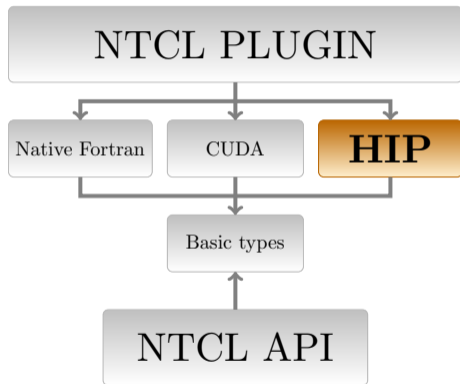 NTCL PLUGIN
Native Fortran
CUDA
HIP
Basic types
NTCL API